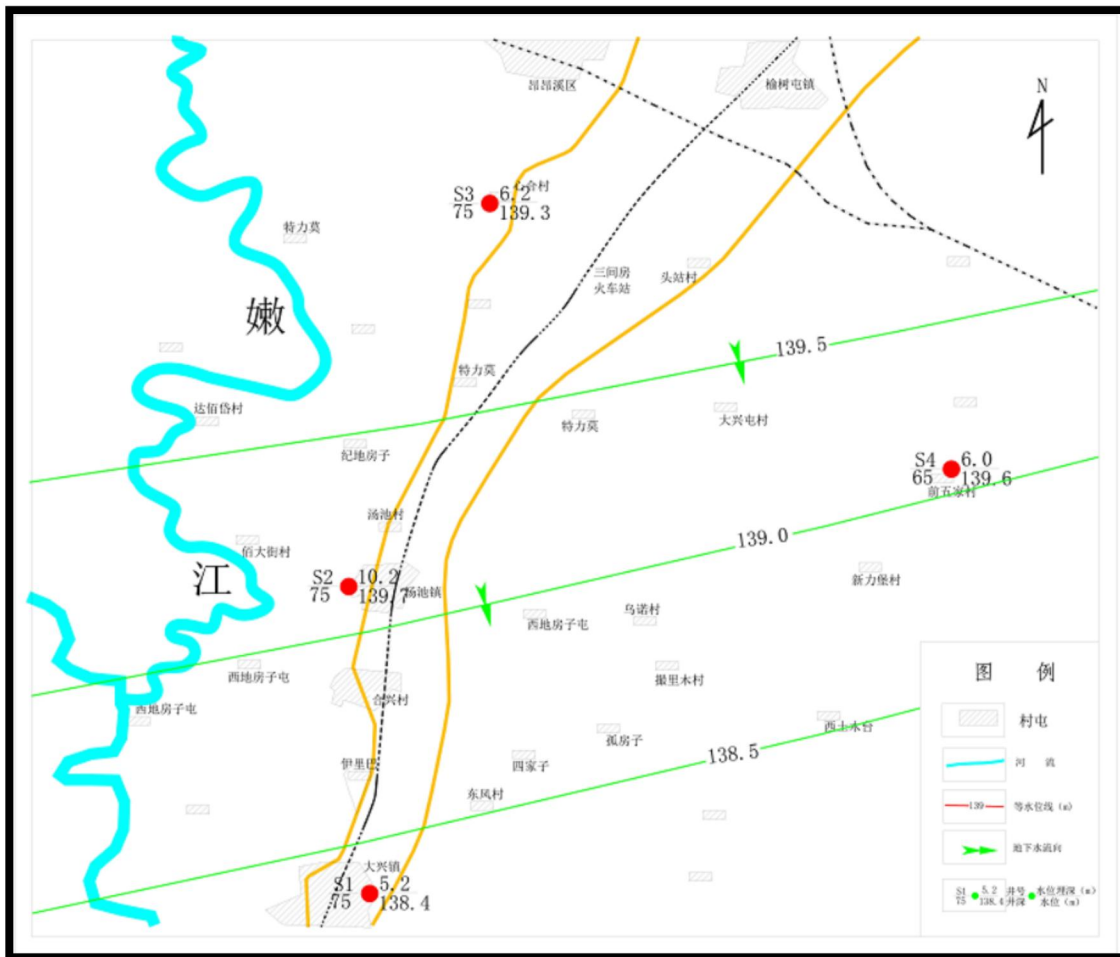 昂昂溪区
榆树屯镇
N
S3 6.2
75 139.3
心合村
特力莫
三间房
火车站
头站村
嫩
139.5
特力莫
达佰岱村
特力莫
大兴屯村
纪地房子
S4 6.0
65 139.6
前五家村
汤池村
139.0
佰大街村
江
S2 10.2
75 139.7
汤池镇
新力堡村
乌诺村
西地房子屯
西地房子屯
撮里木村
图 例
西地房子屯
合兴村
村屯
西土木台
孤房子
138.5
伊里巴
四家子
河 流
东凤村
139
等水位线（m）
地下水流向
大兴镇
S1 5.2
75 138.4
S1 5.2 井号 水位埋深（m）
75 138.4 井深 水位（m）